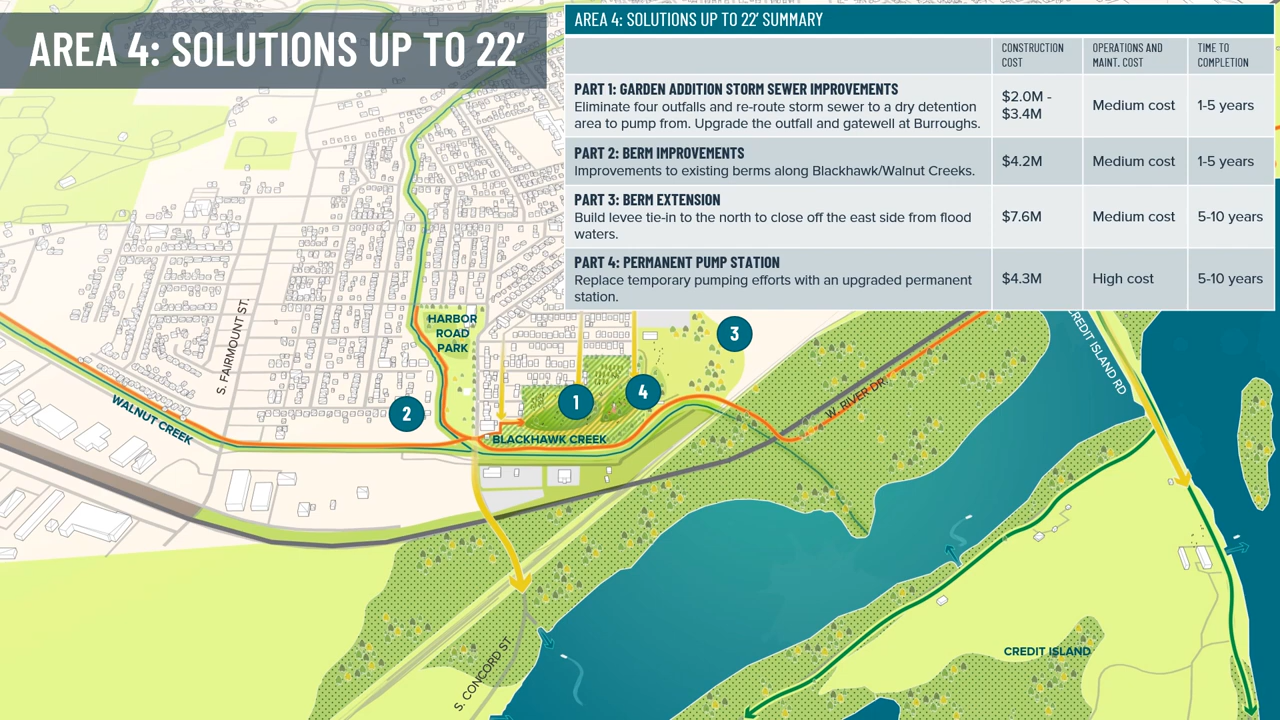 AREA 4: SOLUTIONS UP TO 22′
AREA 4: SOLUTIONS UP TO 22′ SUMMARY
CONSTRUCTION
COST
OPERATIONS AND
MAINT. COST
TIME TO
COMPLETION
PART 1: GARDEN ADDITION STORM SEWER IMPROVEMENTS
Eliminate four outfalls and re-route storm sewer to a dry detention
area to pump from. Upgrade the outfall and gatewell at Burroughs.
$2.0M -
$3.4M
Medium cost
1-5 years
PART 2: BERM IMPROVEMENTS
Improvements to existing berms along Blackhawk/Walnut Creeks.
$4.2M
Medium cost
1-5 years
PART 3: BERM EXTENSION
Build levee tie-in to the north to close off the east side from flood
waters.
$7.6M
Medium cost
5-10 years
PART 4: PERMANENT PUMP STATION
Replace temporary pumping efforts with an upgraded permanent
station.
$4.3M
High cost
5-10 years
HARBOR
ROAD
PARK
S. FAIRMOUNT ST.
WALNUT CREEK
BLACKHAWK CREEK
1
2
3
4
W. RIVER DR
REDIT ISLAND RD
S. CONCORD ST
CREDIT ISLAND